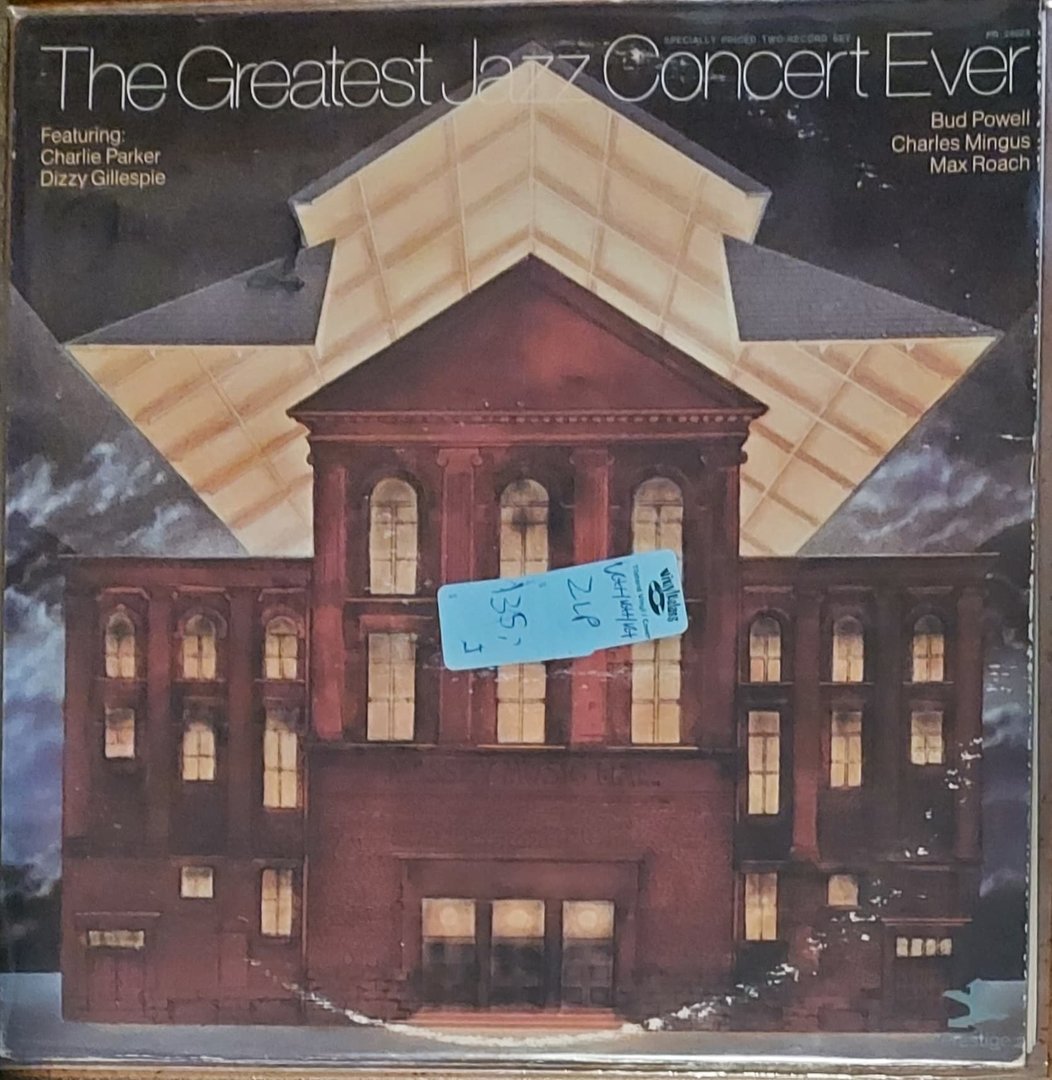 SPECIALLY PRICED TWO-RECORD SET
The Greatest Jazz Concert Ever
Featuring:
Charlie Parker
Dizzy Gillespie
Bud Powell
Charles Mingus
Max Roach
2LP
135,-
I
Prestige